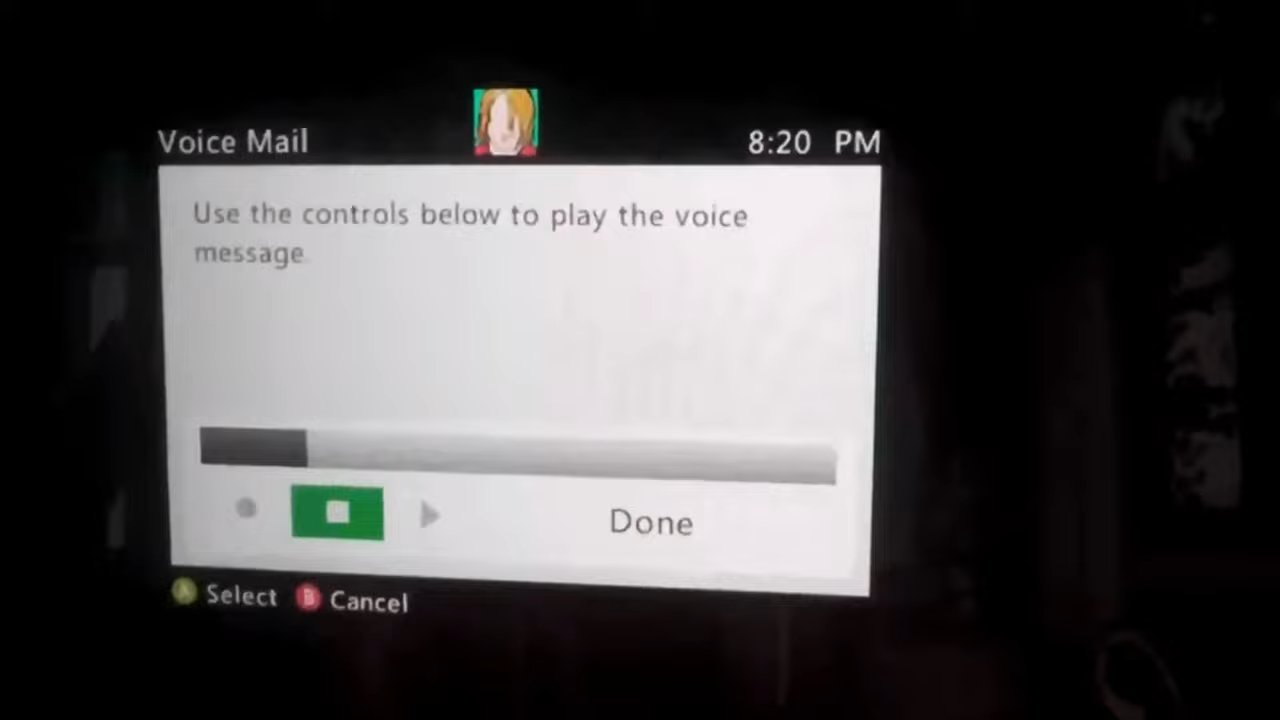 Voice Mail
8:20 PM
Use the controls below to play the voice
message.
Done
A Select B Cancel